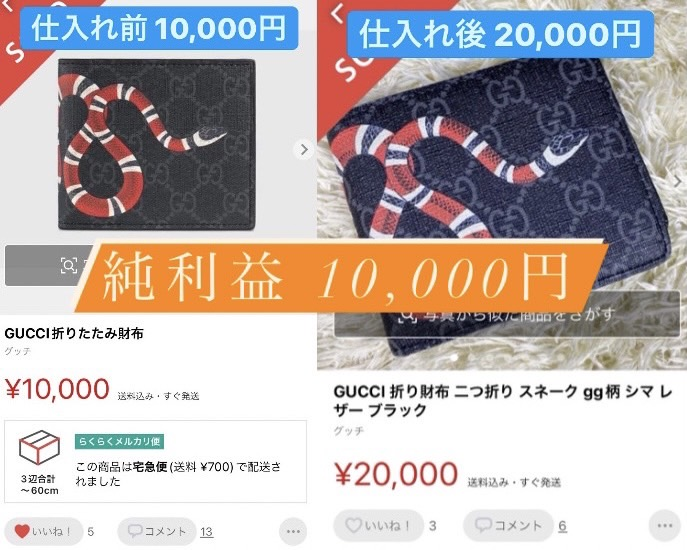 仕入れ前 10,000円
GUCCI折りたたみ財布
グッチ
¥10,000 送料込み・すぐ発送
3辺合計
～60cm
らくらくメルカリ便
この商品は宅急便(送料 ¥700)で配送さ
れました
いいね! 5 コメント 13
仕入れ後 20,000円
写真から似た商品をさがす
GUCCI 折り財布 二つ折り スネーク gg柄 シマ レ
ザー ブラック
グッチ
¥20,000 送料込み・すぐ発送
いいね! 3 コメント 6
純利益 10,000円